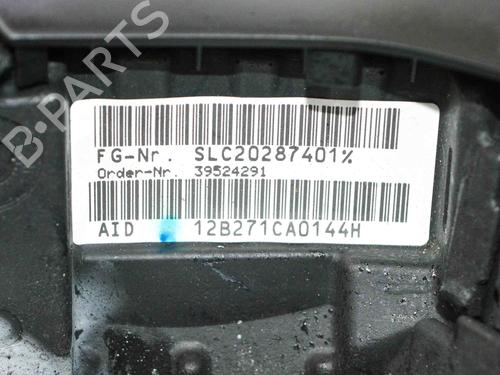 B-PARTS
FG-Nr. SLC20287401%
Order-Nr. 39524291
AID 12B271CA0144H